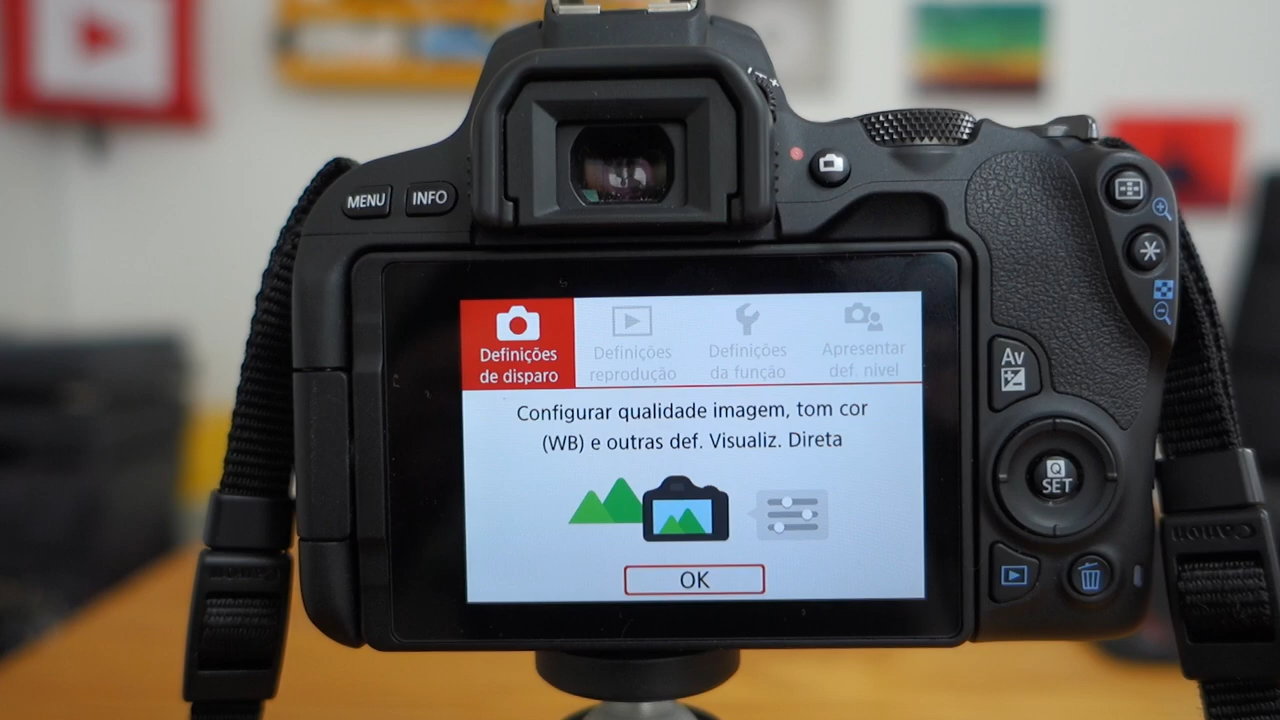 MENU
INFO
Definições
de disparo
Definições
reprodução
Definições
da função
Apresentar
def. nível
Configurar qualidade imagem, tom cor
(WB) e outras def. Visualiz. Direta
OK
Av
Q
SET
Canon